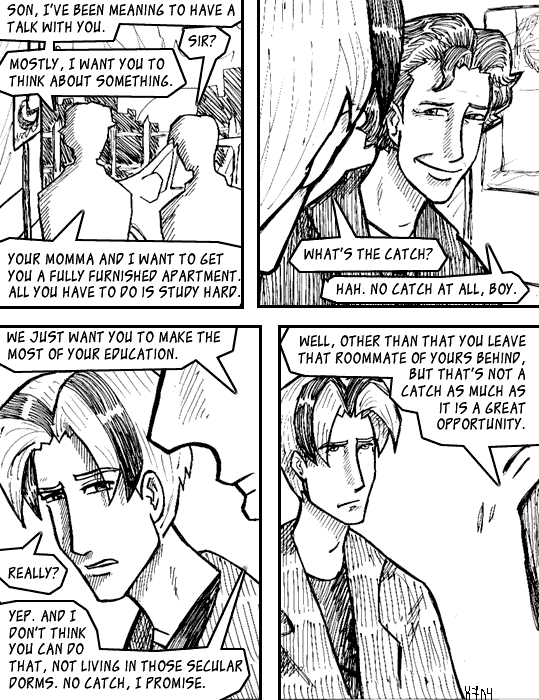 SON, I'VE BEEN MEANING TO HAVE A
TALK WITH YOU.
SIR?
MOSTLY, I WANT YOU TO
THINK ABOUT SOMETHING.
YOUR MOMMA AND I WANT TO GET
YOU A FULLY FURNISHED APARTMENT.
ALL YOU HAVE TO DO IS STUDY HARD.
WHAT'S THE CATCH?
HAH. NO CATCH AT ALL, BOY.
WE JUST WANT YOU TO MAKE THE
MOST OF YOUR EDUCATION.
REALLY?
YEP. AND I
DON'T THINK
YOU CAN DO
THAT, NOT LIVING IN THOSE SECULAR
DORMS. NO CATCH, I PROMISE.
WELL, OTHER THAN THAT YOU LEAVE
THAT ROOMMATE OF YOURS BEHIND,
BUT THAT'S NOT A
CATCH AS MUCH AS
IT IS A GREAT
OPPORTUNITY.